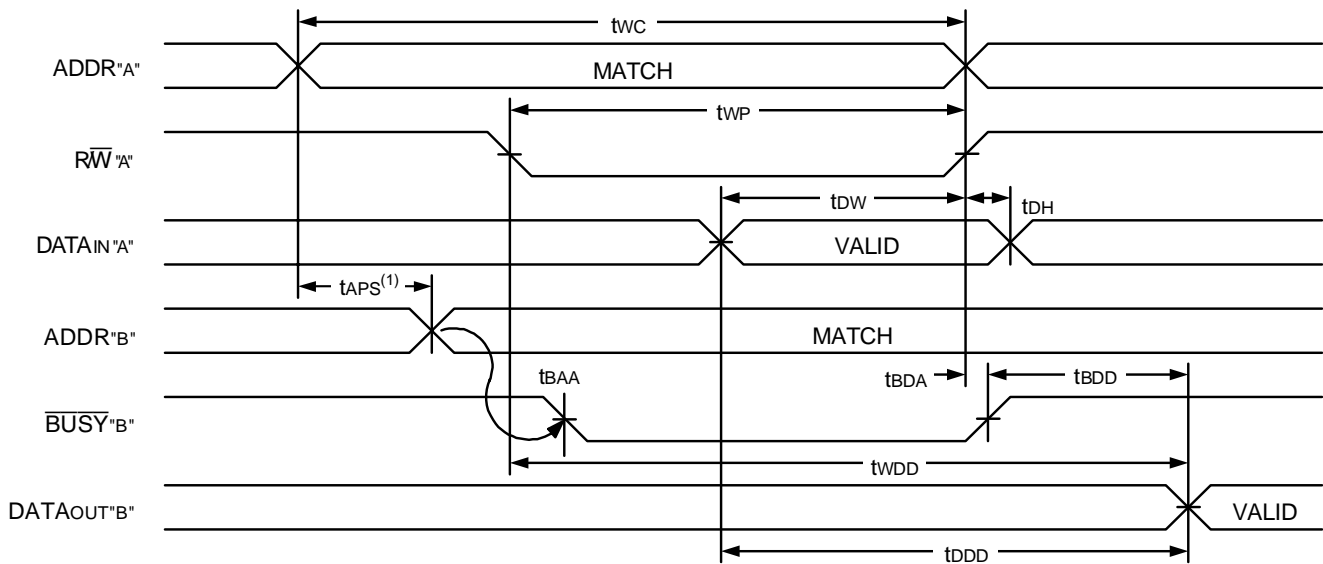 tWC
ADDR"A"
MATCH
tWP
R/W̅"A"
tDW
tDH
DATAIN"A"
VALID
tAPS(1)
ADDR"B"
MATCH
tBAA
tBDA
tBDD
BUSY"B"
tWDD
DATAOUT"B"
VALID
tDDD